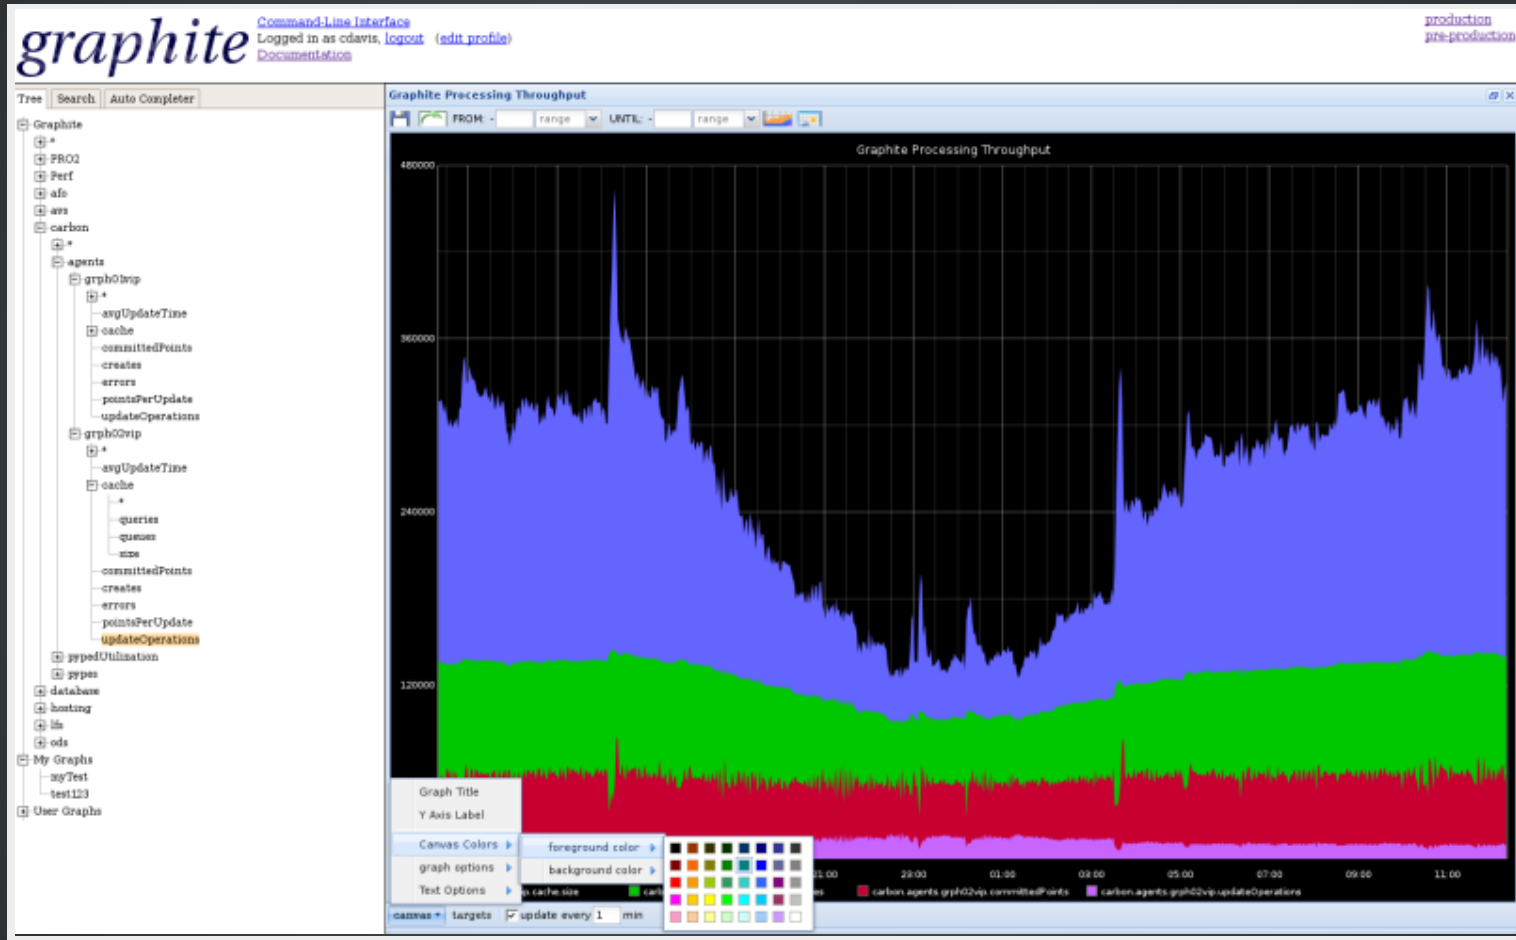 graphite
Command-Line Interface
Logged in as cdavis, logout (edit profile)
Documentation
production
pre-production
Tree Search Auto Completer
Graphite
*
PRO2
Perf
afo
avs
carbon
*
agents
grph01vip
*
avgUpdateTime
cache
committedPoints
creates
errors
pointsPerUpdate
updateOperations
grph02vip
*
avgUpdateTime
cache
*
queries
queues
size
committedPoints
creates
errors
pointsPerUpdate
updateOperations
pypedUtilization
pypes
database
hosting
lfs
ods
My Graphs
myTest
test123
User Graphs
Graphite Processing Throughput
FROM: - range UNTIL: - range
Graphite Processing Throughput
480000
360000
240000
120000
21:00 23:00 01:00 03:00 05:00 07:00 09:00 11:00
cache.size carb carbon.agents.grph02vip.committedPoints carbon.agents.grph02vip.updateOperations
Graph Title
Y Axis Label
Canvas Colors
graph options
Text Options
foreground color
background color
canvas targets update every 1 min